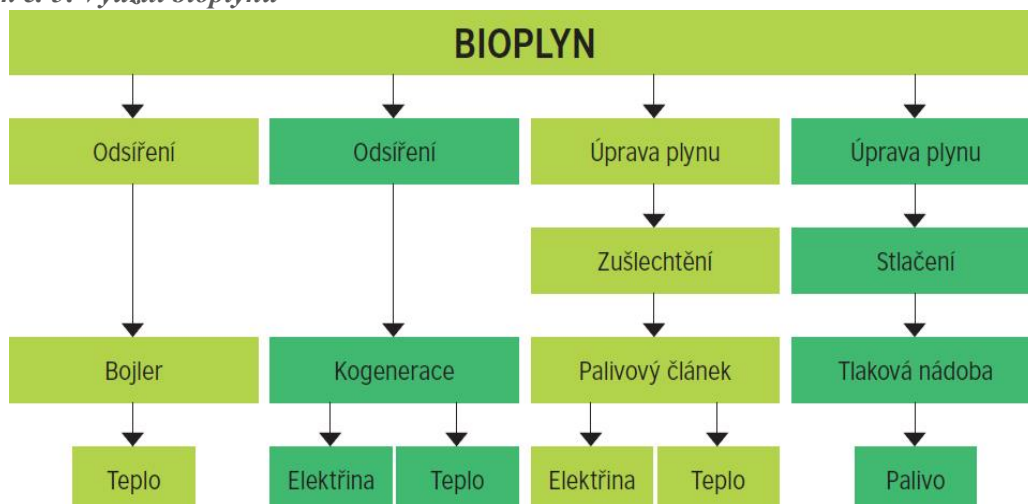 BIOPLYN
Odsíření Odsíření Úprava plynu Úprava plynu
Zušlechtění Stlačení
Bojler Kogenerace Palivový článek Tlaková nádoba
Teplo Elektřina Teplo Elektřina Teplo Palivo